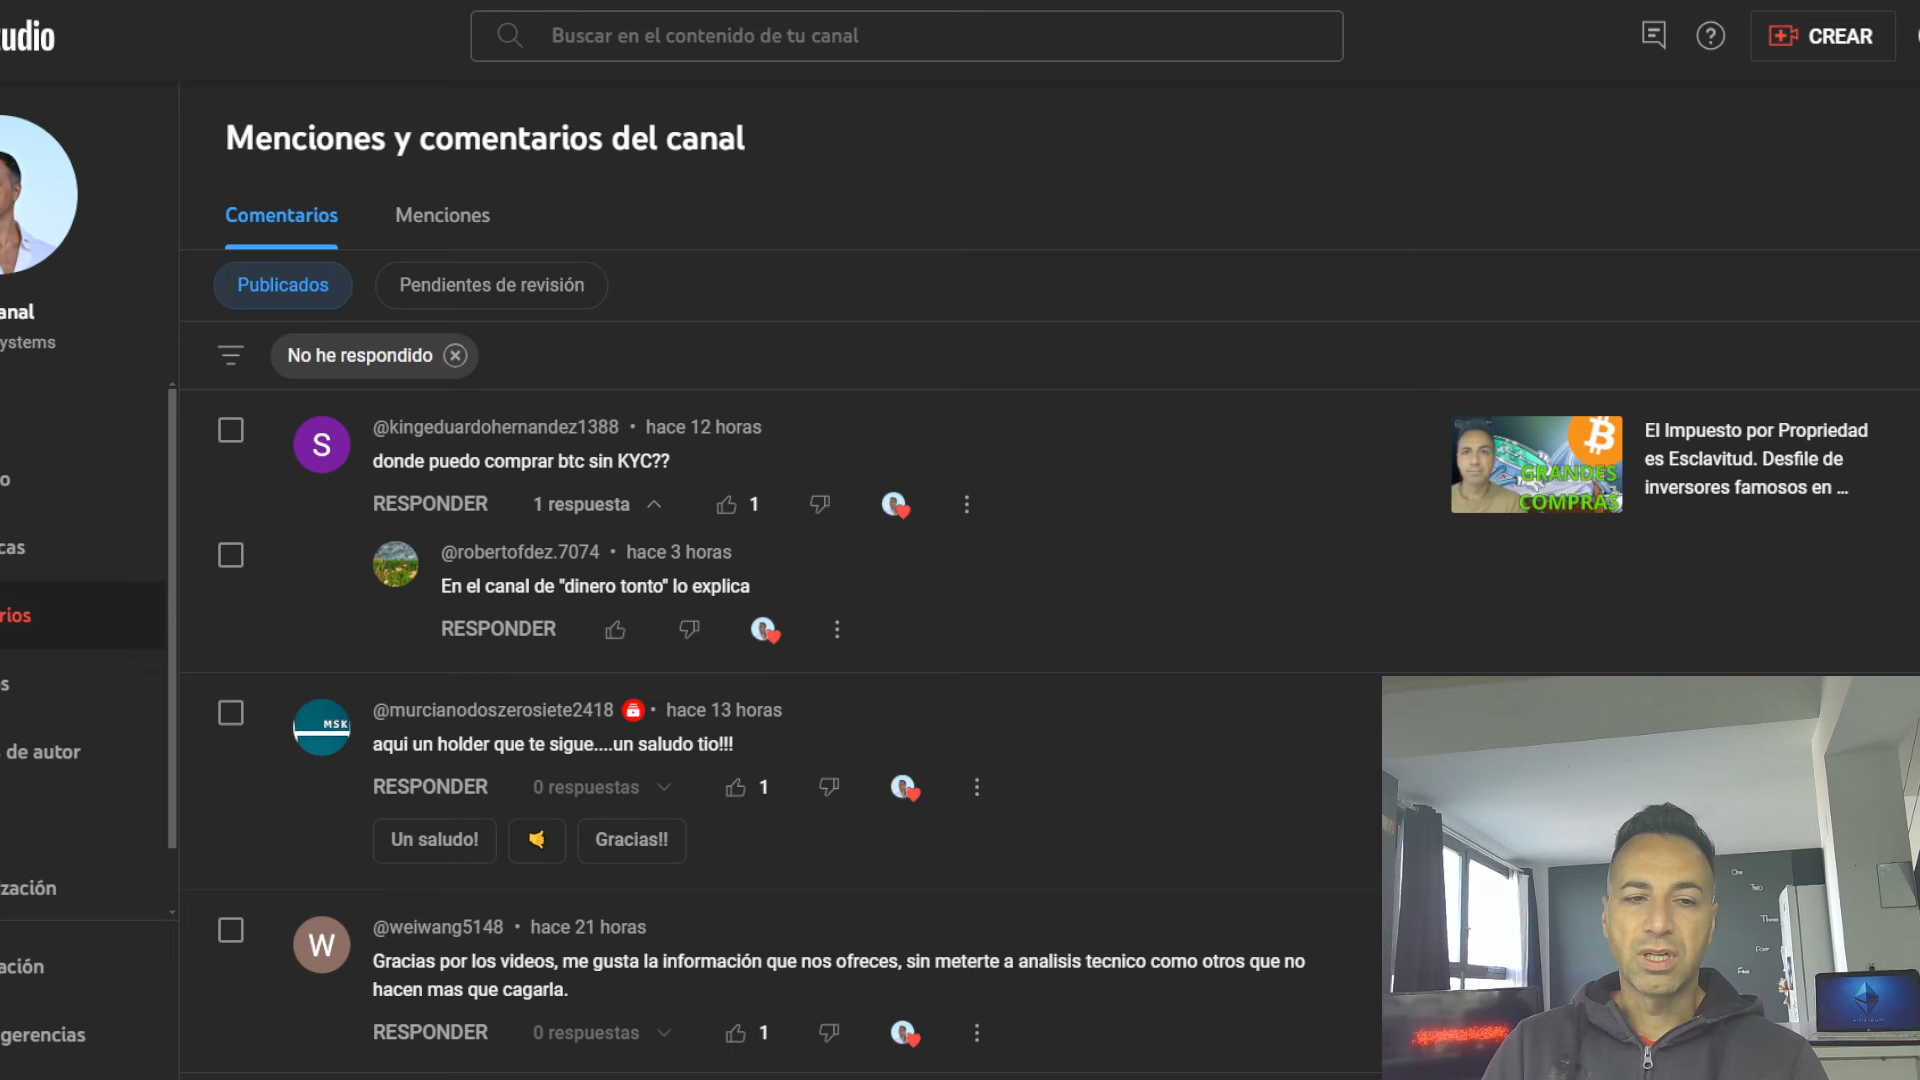 udio
Buscar en el contenido de tu canal
CREAR
Menciones y comentarios del canal
Comentarios
Menciones
Publicados
Pendientes de revisión
No he respondido
anal
ystems
o
cas
rios
s
de autor
zación
ación
gerencias
S
@kingeduardohernandez1388 • hace 12 horas
donde puedo comprar btc sin KYC??
RESPONDER 1 respuesta 1
@robertofdez.7074 • hace 3 horas
En el canal de "dinero tonto" lo explica
RESPONDER
GRANDES
COMPRAS
El Impuesto por Propiedad
es Esclavitud. Desfile de
inversores famosos en ...
MSK
@murcianodoszerosiete2418 • hace 13 horas
aqui un holder que te sigue....un saludo tio!!!
RESPONDER 0 respuestas 1
Un saludo!
Gracias!!
W
@weiwang5148 • hace 21 horas
Gracias por los videos, me gusta la información que nos ofreces, sin meterte a analisis tecnico como otros que no
hacen mas que cagarla.
RESPONDER 0 respuestas 1
One
Two
Three
Four
Five
ethereum